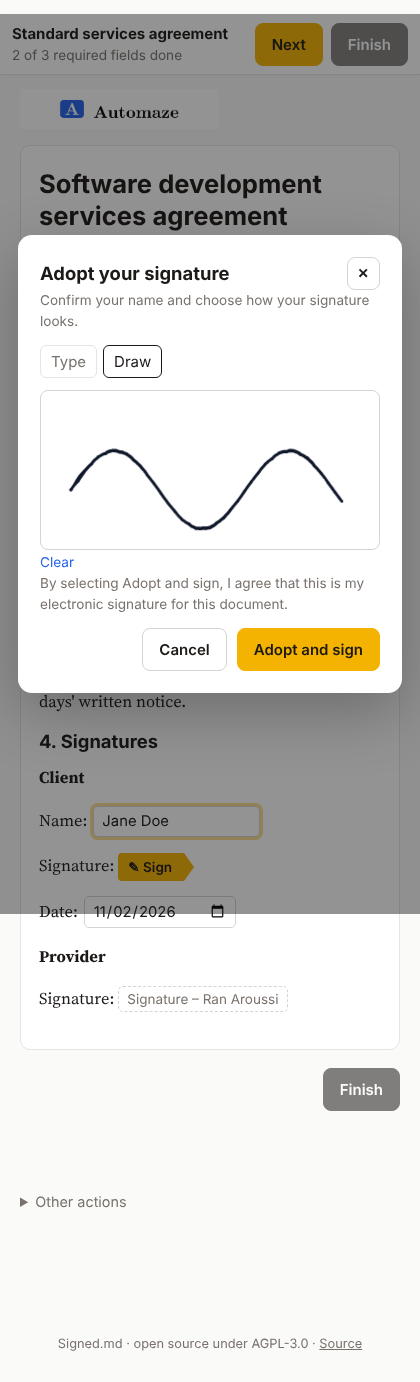 Standard services agreement
2 of 3 required fields done
Next
Finish
A Automaze
Software development
services agreement
Adopt your signature
×
Confirm your name and choose how your signature
looks.
Type
Draw
Clear
By selecting Adopt and sign, I agree that this is my
electronic signature for this document.
Cancel
Adopt and sign
days' written notice.
4. Signatures
Client
Name: Jane Doe
Signature: ✎ Sign
Date: 11/02/2026
Provider
Signature: Signature – Ran Aroussi
Finish
▶ Other actions
Signed.md · open source under AGPL-3.0 · Source